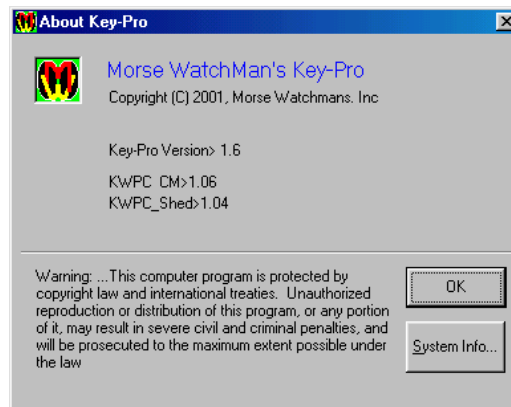 About Key-Pro
Morse WatchMan's Key-Pro
Copyright (C) 2001, Morse Watchmans. Inc
Key-Pro Version> 1.6
KWPC CM>1.06
KWPC_Shed>1.04
Warning: ...This computer program is protected by
copyright law and international treaties. Unauthorized
reproduction or distribution of this program, or any portion
of it, may result in severe civil and criminal penalties, and
will be prosecuted to the maximum extent possible under
the law
OK
System Info...